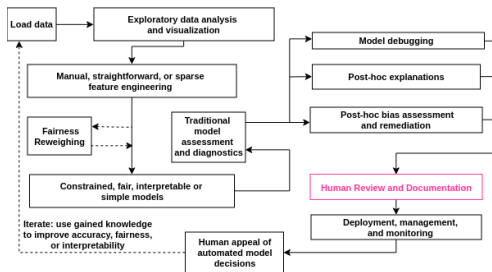 Load data
Exploratory data analysis
and visualization
Manual, straightforward, or sparse
feature engineering
Fairness
Reweighing
Constrained, fair, interpretable or
simple models
Traditional
model
assessment
and diagnostics
Model debugging
Post-hoc explanations
Post-hoc bias assessment
and remediation
Human Review and Documentation
Deployment, management,
and monitoring
Human appeal of
automated model
decisions
Iterate: use gained knowledge
to improve accuracy, fairness,
or interpretability